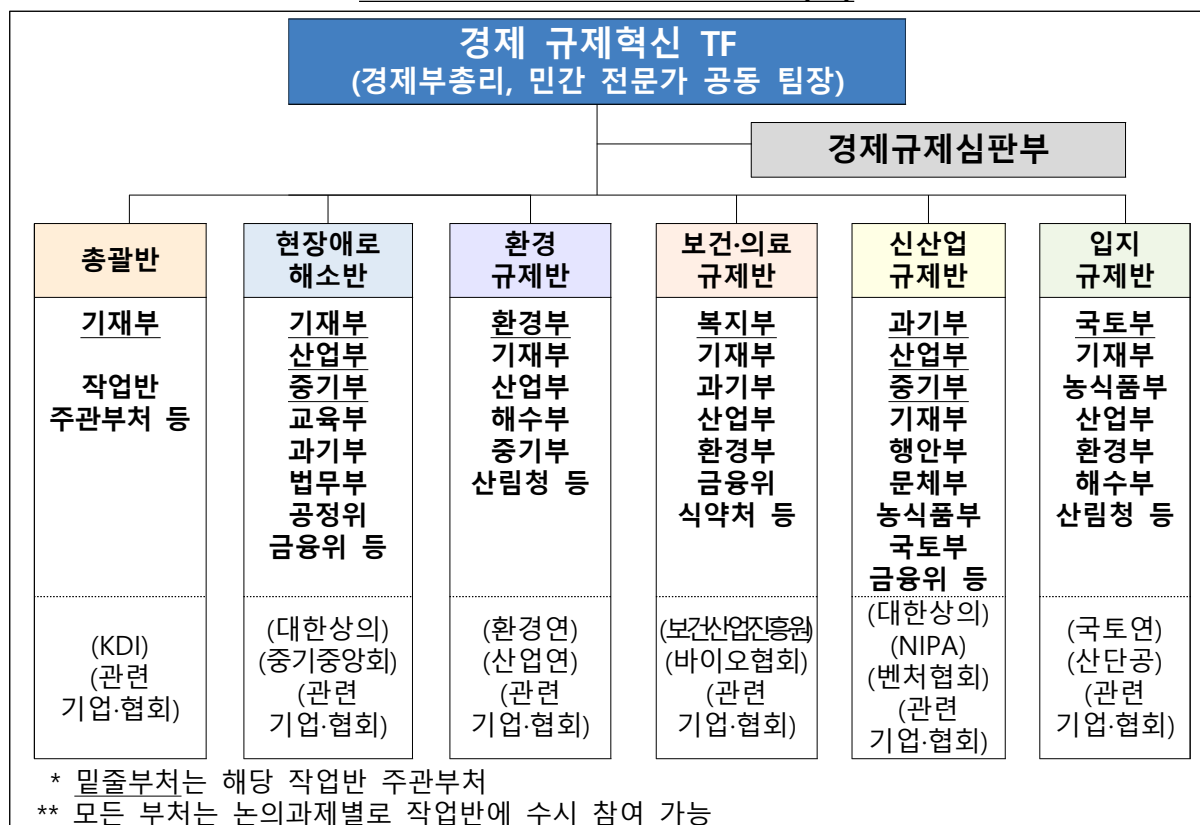 경제 규제혁신 TF
(경제부총리, 민간 전문가 공동 팀장)
경제규제심판부
총괄반
기재부
작업반
주관부처 등
(KDI)
(관련
기업·협회)
현장애로
해소반
기재부
산업부
중기부
교육부
과기부
법무부
공정위
금융위 등
(대한상의)
(중기중앙회)
(관련
기업·협회)
환경
규제반
환경부
기재부
산업부
해수부
중기부
산림청 등
(환경연)
(산업연)
(관련
기업·협회)
보건·의료
규제반
복지부
기재부
과기부
산업부
환경부
금융위
식약처 등
(보건산업진흥원)
(바이오협회)
(관련
기업·협회)
신산업
규제반
과기부
산업부
중기부
기재부
행안부
문체부
농식품부
국토부
금융위 등
(대한상의)
(NIPA)
(벤처협회)
(관련
기업·협회)
입지
규제반
국토부
기재부
농식품부
산업부
환경부
해수부
산림청 등
(국토연)
(산단공)
(관련
기업·협회)
* 밑줄부처는 해당 작업반 주관부처
** 모든 부처는 논의과제별로 작업반에 수시 참여 가능